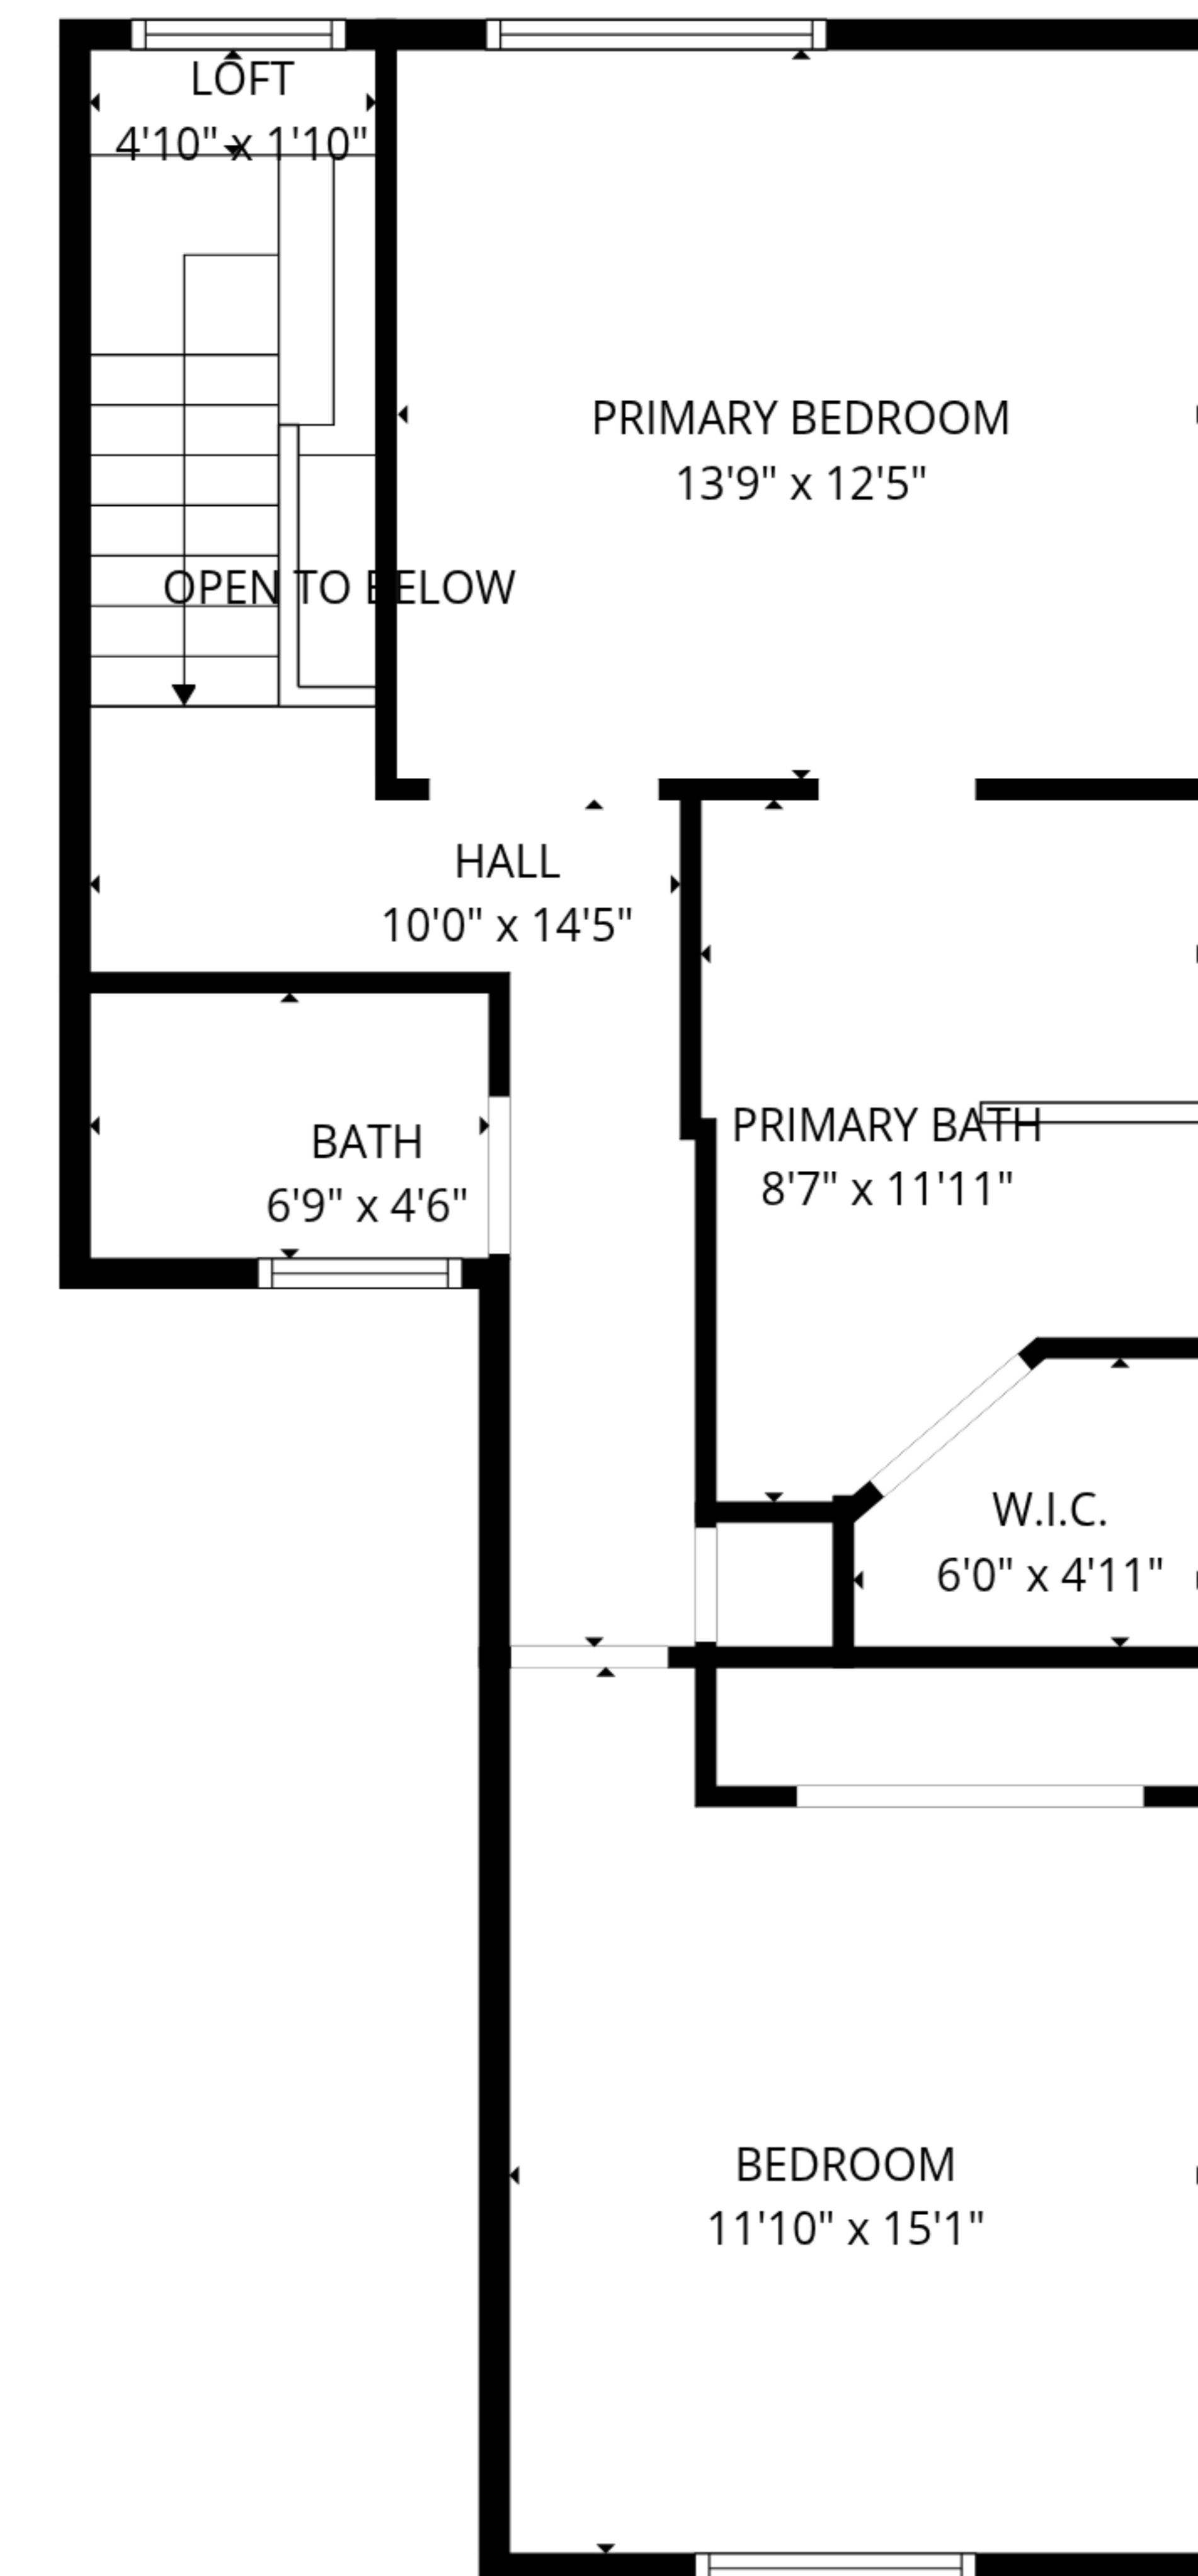 LOFT
4'10" x 1'10"
PRIMARY BEDROOM
13'9" x 12'5"
OPEN TO BELOW
HALL
10'0" x 14'5"
BATH
6'9" x 4'6"
PRIMARY BATH
8'7" x 11'11"
W.I.C.
6'0" x 4'11"
BEDROOM
11'10" x 15'1"